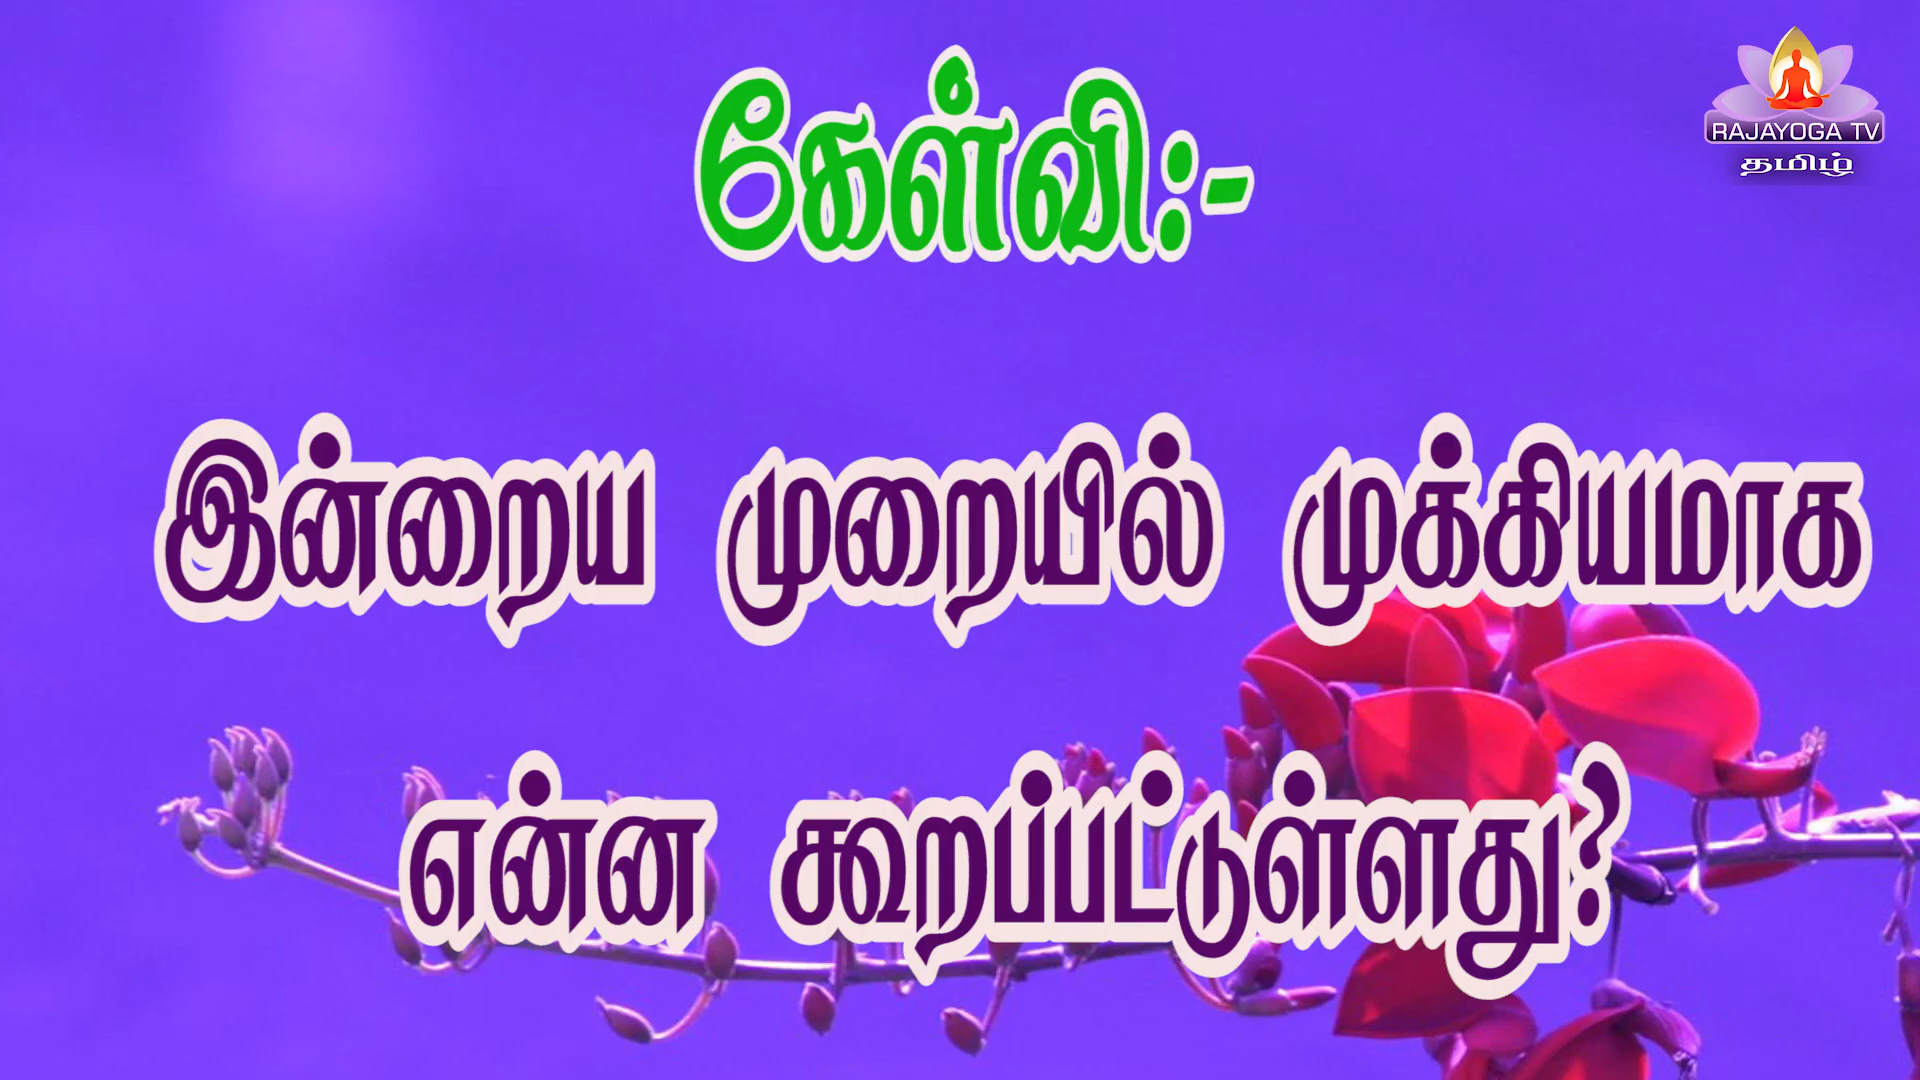 கேள்வி:-
RAJAYOGA TV
தமிழ்
இன்றைய முறையில் முக்கியமாக
என்ன கூறப்பட்டுள்ளது?